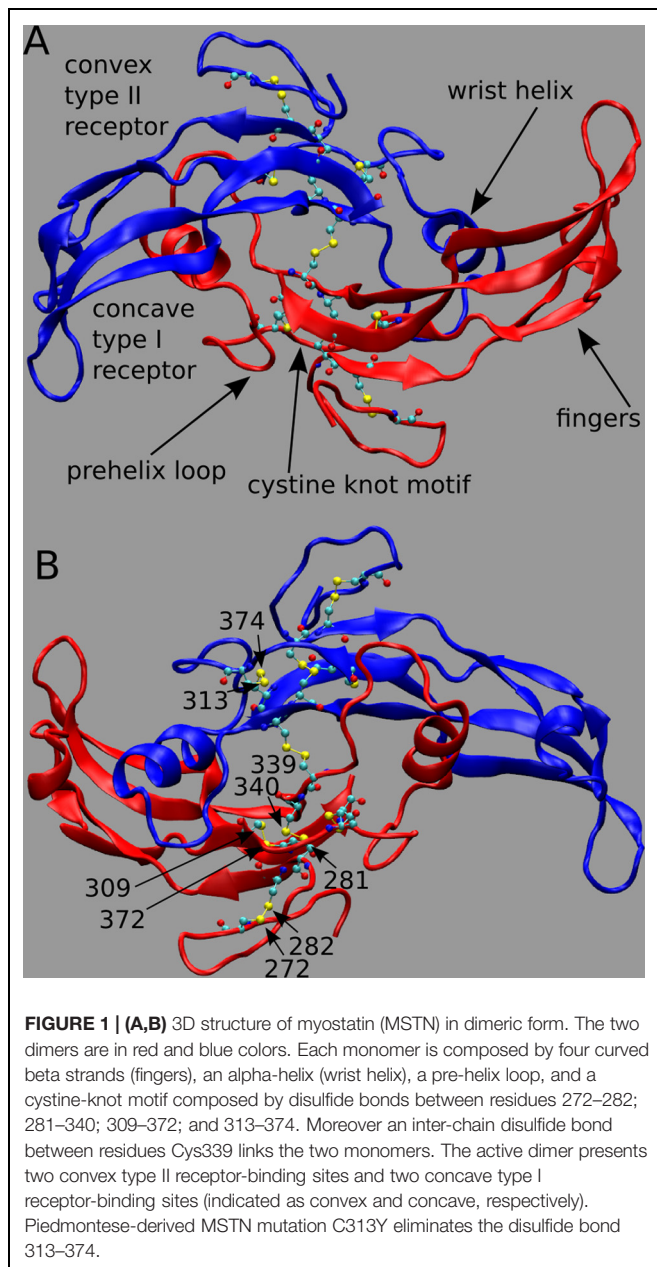 A
convex
type II
receptor
wrist helix
concave
type I
receptor
fingers
prehelix loop
cystine knot motif
B
374
313
339
340
309
372
281
282
272
FIGURE 1 | (A,B) 3D structure of myostatin (MSTN) in dimeric form. The two
dimers are in red and blue colors. Each monomer is composed by four curved
beta strands (fingers), an alpha-helix (wrist helix), a pre-helix loop, and a
cystine-knot motif composed by disulfide bonds between residues 272–282;
281–340; 309–372; and 313–374. Moreover an inter-chain disulfide bond
between residues Cys339 links the two monomers. The active dimer presents
two convex type II receptor-binding sites and two concave type I
receptor-binding sites (indicated as convex and concave, respectively).
Piedmontese-derived MSTN mutation C313Y eliminates the disulfide bond
313–374.